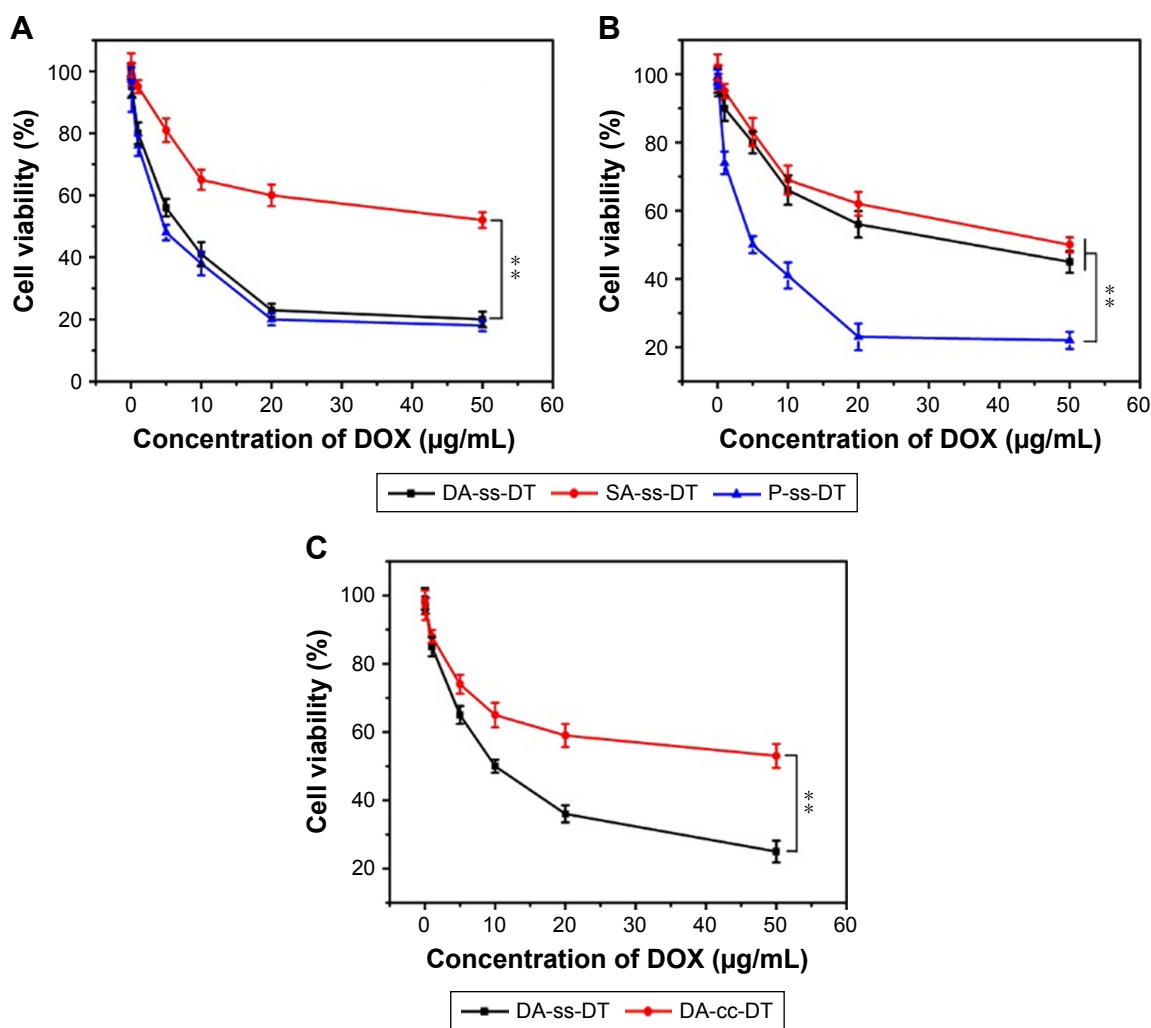 A
Cell viability (%)
100
80
60
40
20
0
**
0 10 20 30 40 50 60
Concentration of DOX (µg/mL)
B
Cell viability (%)
100
80
60
40
20
**
0 10 20 30 40 50 60
Concentration of DOX (µg/mL)
DA-ss-DT SA-ss-DT P-ss-DT
C
Cell viability (%)
100
80
60
40
20
**
0 10 20 30 40 50 60
Concentration of DOX (µg/mL)
DA-ss-DT DA-cc-DT